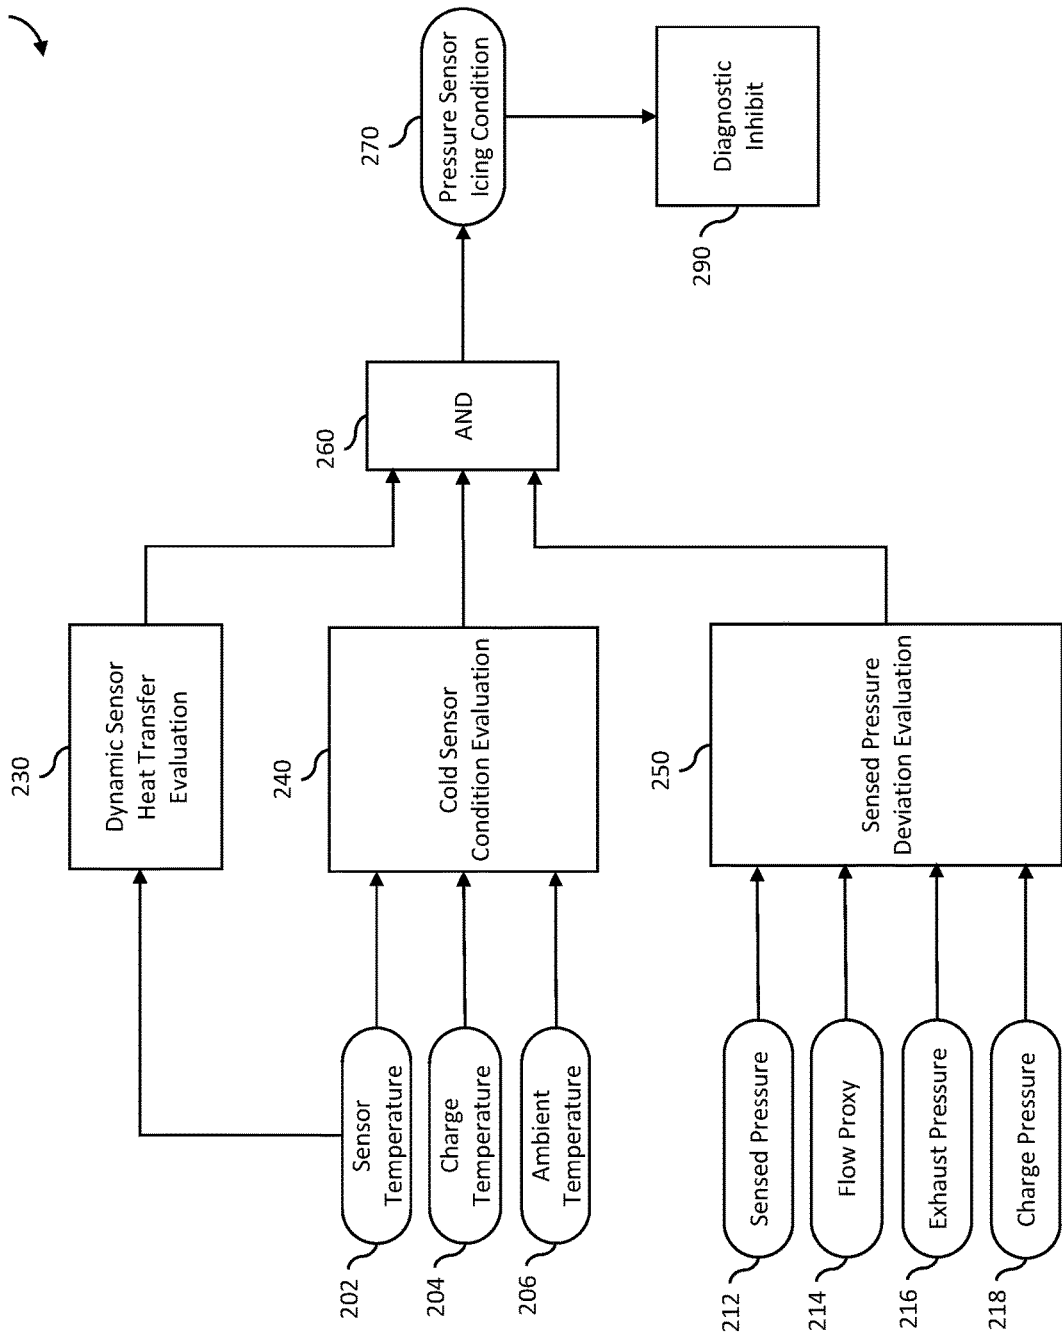 202
Sensor
Temperature
204
Charge
Temperature
206
Ambient
Temperature
212
Sensed Pressure
214
Flow Proxy
216
Exhaust Pressure
218
Charge Pressure
230
Dynamic Sensor
Heat Transfer
Evaluation
240
Cold Sensor
Condition Evaluation
250
Sensed Pressure
Deviation Evaluation
260
AND
270
Pressure Sensor
Icing Condition
290
Diagnostic
Inhibit